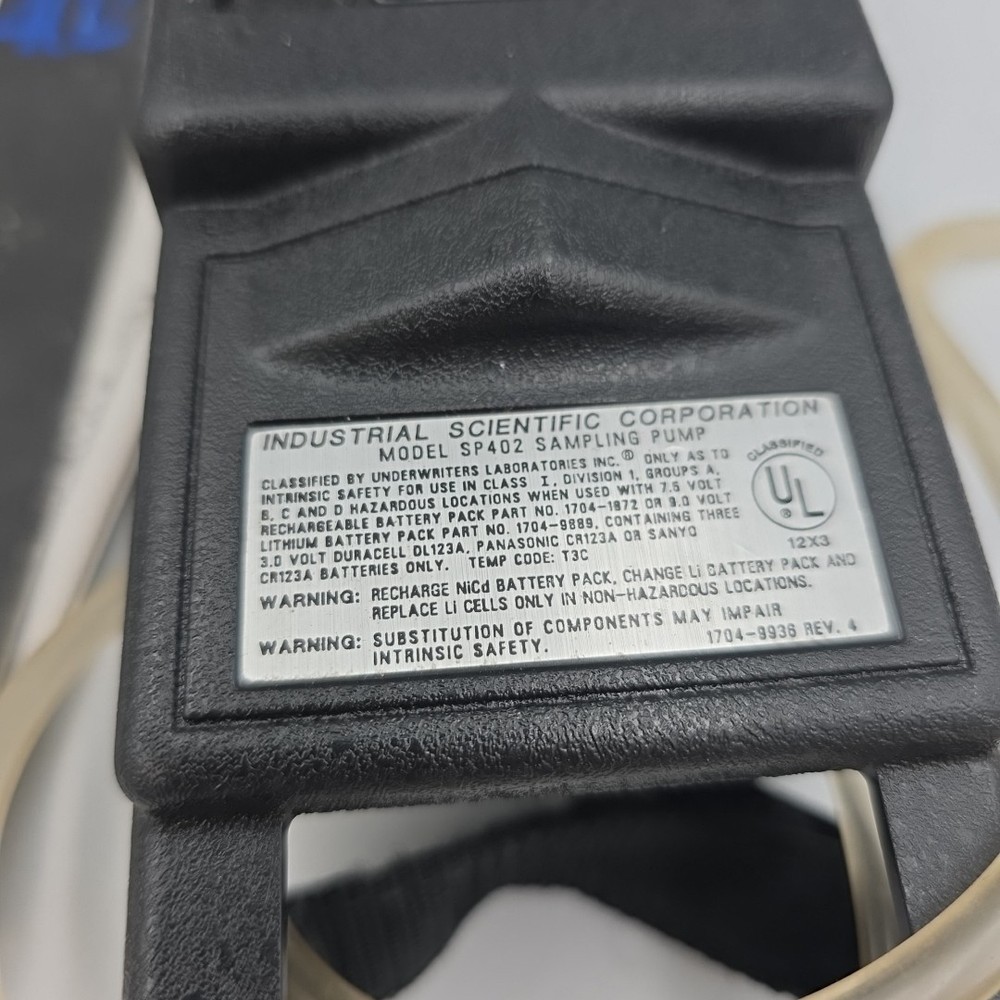 INDUSTRIAL SCIENTIFIC CORPORATION
MODEL SP402 SAMPLING PUMP
CLASSIFIED BY UNDERWRITERS LABORATORIES INC.® ONLY AS TO
INTRINSIC SAFETY FOR USE IN CLASS I, DIVISION 1, GROUPS A,
B, C AND D HAZARDOUS LOCATIONS WHEN USED WITH 7.5 VOLT
RECHARGEABLE BATTERY PACK PART NO. 1704-1872 OR 9.0 VOLT
LITHIUM BATTERY PACK PART NO. 1704-9889, CONTAINING THREE
3.0 VOLT DURACELL DL123A, PANASONIC CR123A OR SANYO
CR123A BATTERIES ONLY. TEMP CODE: T3C
CLASSIFIED
UL
®
12X3
WARNING: RECHARGE NiCd BATTERY PACK, CHANGE Li BATTERY PACK AND
REPLACE Li CELLS ONLY IN NON-HAZARDOUS LOCATIONS.
WARNING: SUBSTITUTION OF COMPONENTS MAY IMPAIR
INTRINSIC SAFETY.
1704-9936 REV. 4